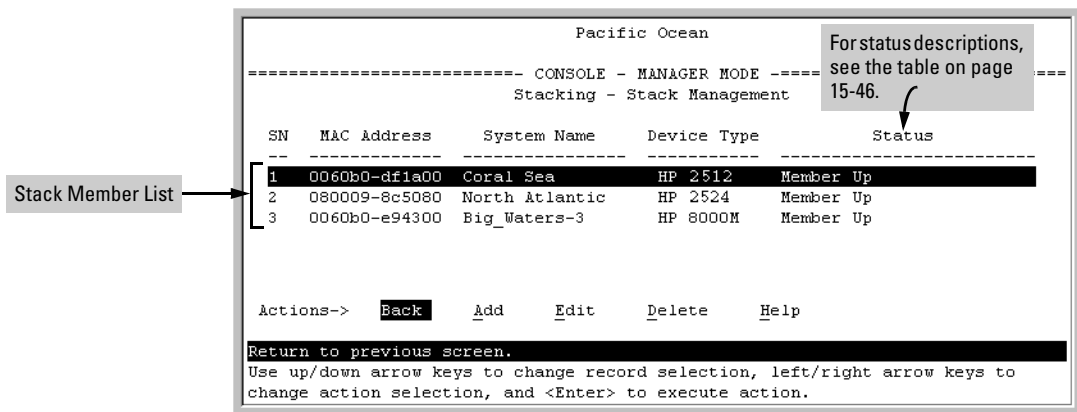 Pacific Ocean
For status descriptions,
see the table on page
15-46.
==========================- CONSOLE - MANAGER MODE -==== ===
Stacking - Stack Management
SN MAC Address System Name Device Type Status
-- ------------- ---------------- ----------- -------------------------
1 0060b0-df1a00 Coral Sea HP 2512 Member Up
2 080009-8c5080 North Atlantic HP 2524 Member Up
3 0060b0-e94300 Big_Waters-3 HP 8000M Member Up
Stack Member List
Actions-> Back Add Edit Delete Help
Return to previous screen.
Use up/down arrow keys to change record selection, left/right arrow keys to
change action selection, and <Enter> to execute action.